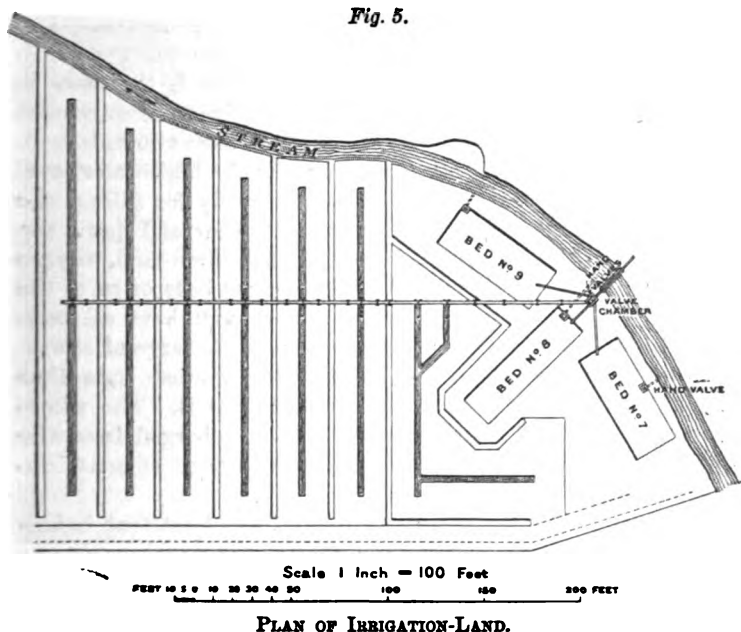 Fig. 5.
STREAM
BED Nº 9
HAND
VALVES
VALVE
CHAMBER
BED Nº 8
BED Nº 7
HAND VALVE
Scale 1 Inch = 100 Feet
FEET 10 5 0 10 20 30 40 50 100 150 200 FEET
PLAN OF IRRIGATION-LAND.